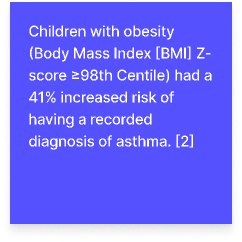 Children with obesity
(Body Mass Index [BMI] Z-
score ≥98th Centile) had a
41% increased risk of
having a recorded
diagnosis of asthma. [2]